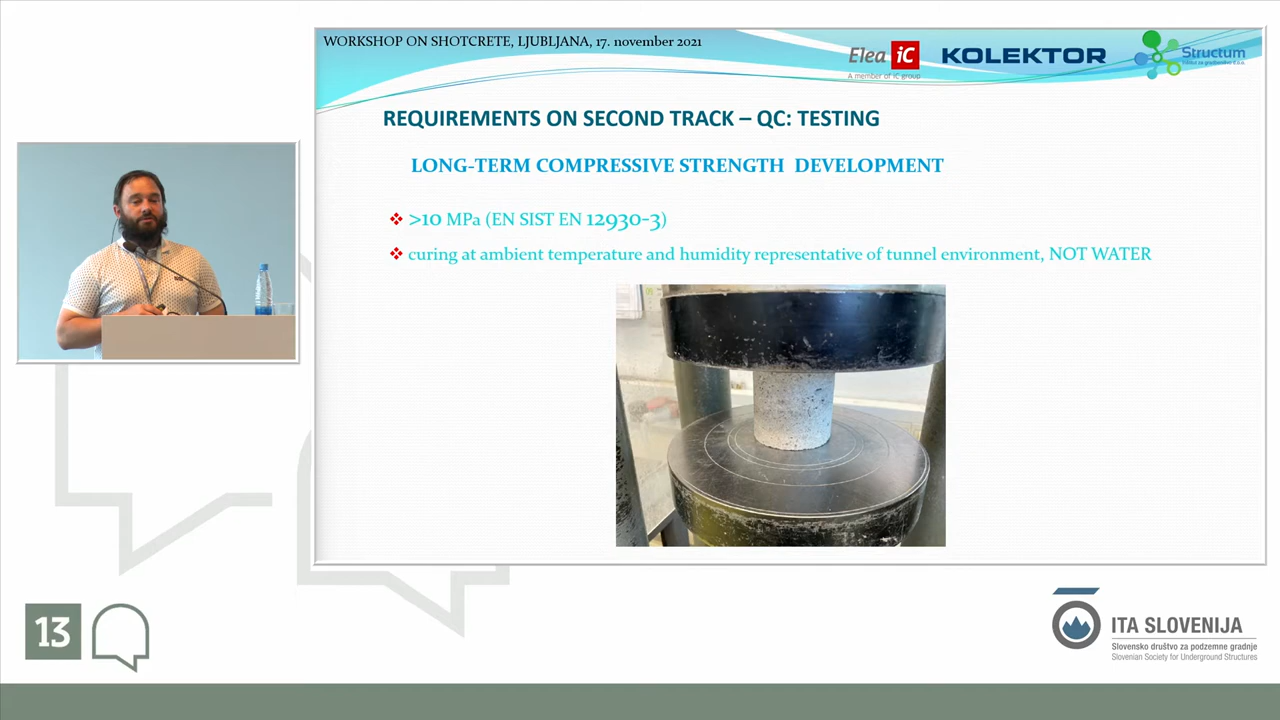 WORKSHOP ON SHOTCRETE, LJUBLJANA, 17. november 2021
Elea iC
A member of iC group
KOLEKTOR
Structum
REQUIREMENTS ON SECOND TRACK – QC: TESTING
LONG-TERM COMPRESSIVE STRENGTH DEVELOPMENT
>10 MPa (EN SIST EN 12930-3)
curing at ambient temperature and humidity representative of tunnel environment, NOT WATER
13
ITA SLOVENIJA
Slovensko društvo za podzemne gradnje
Slovenian Society for Underground Structures